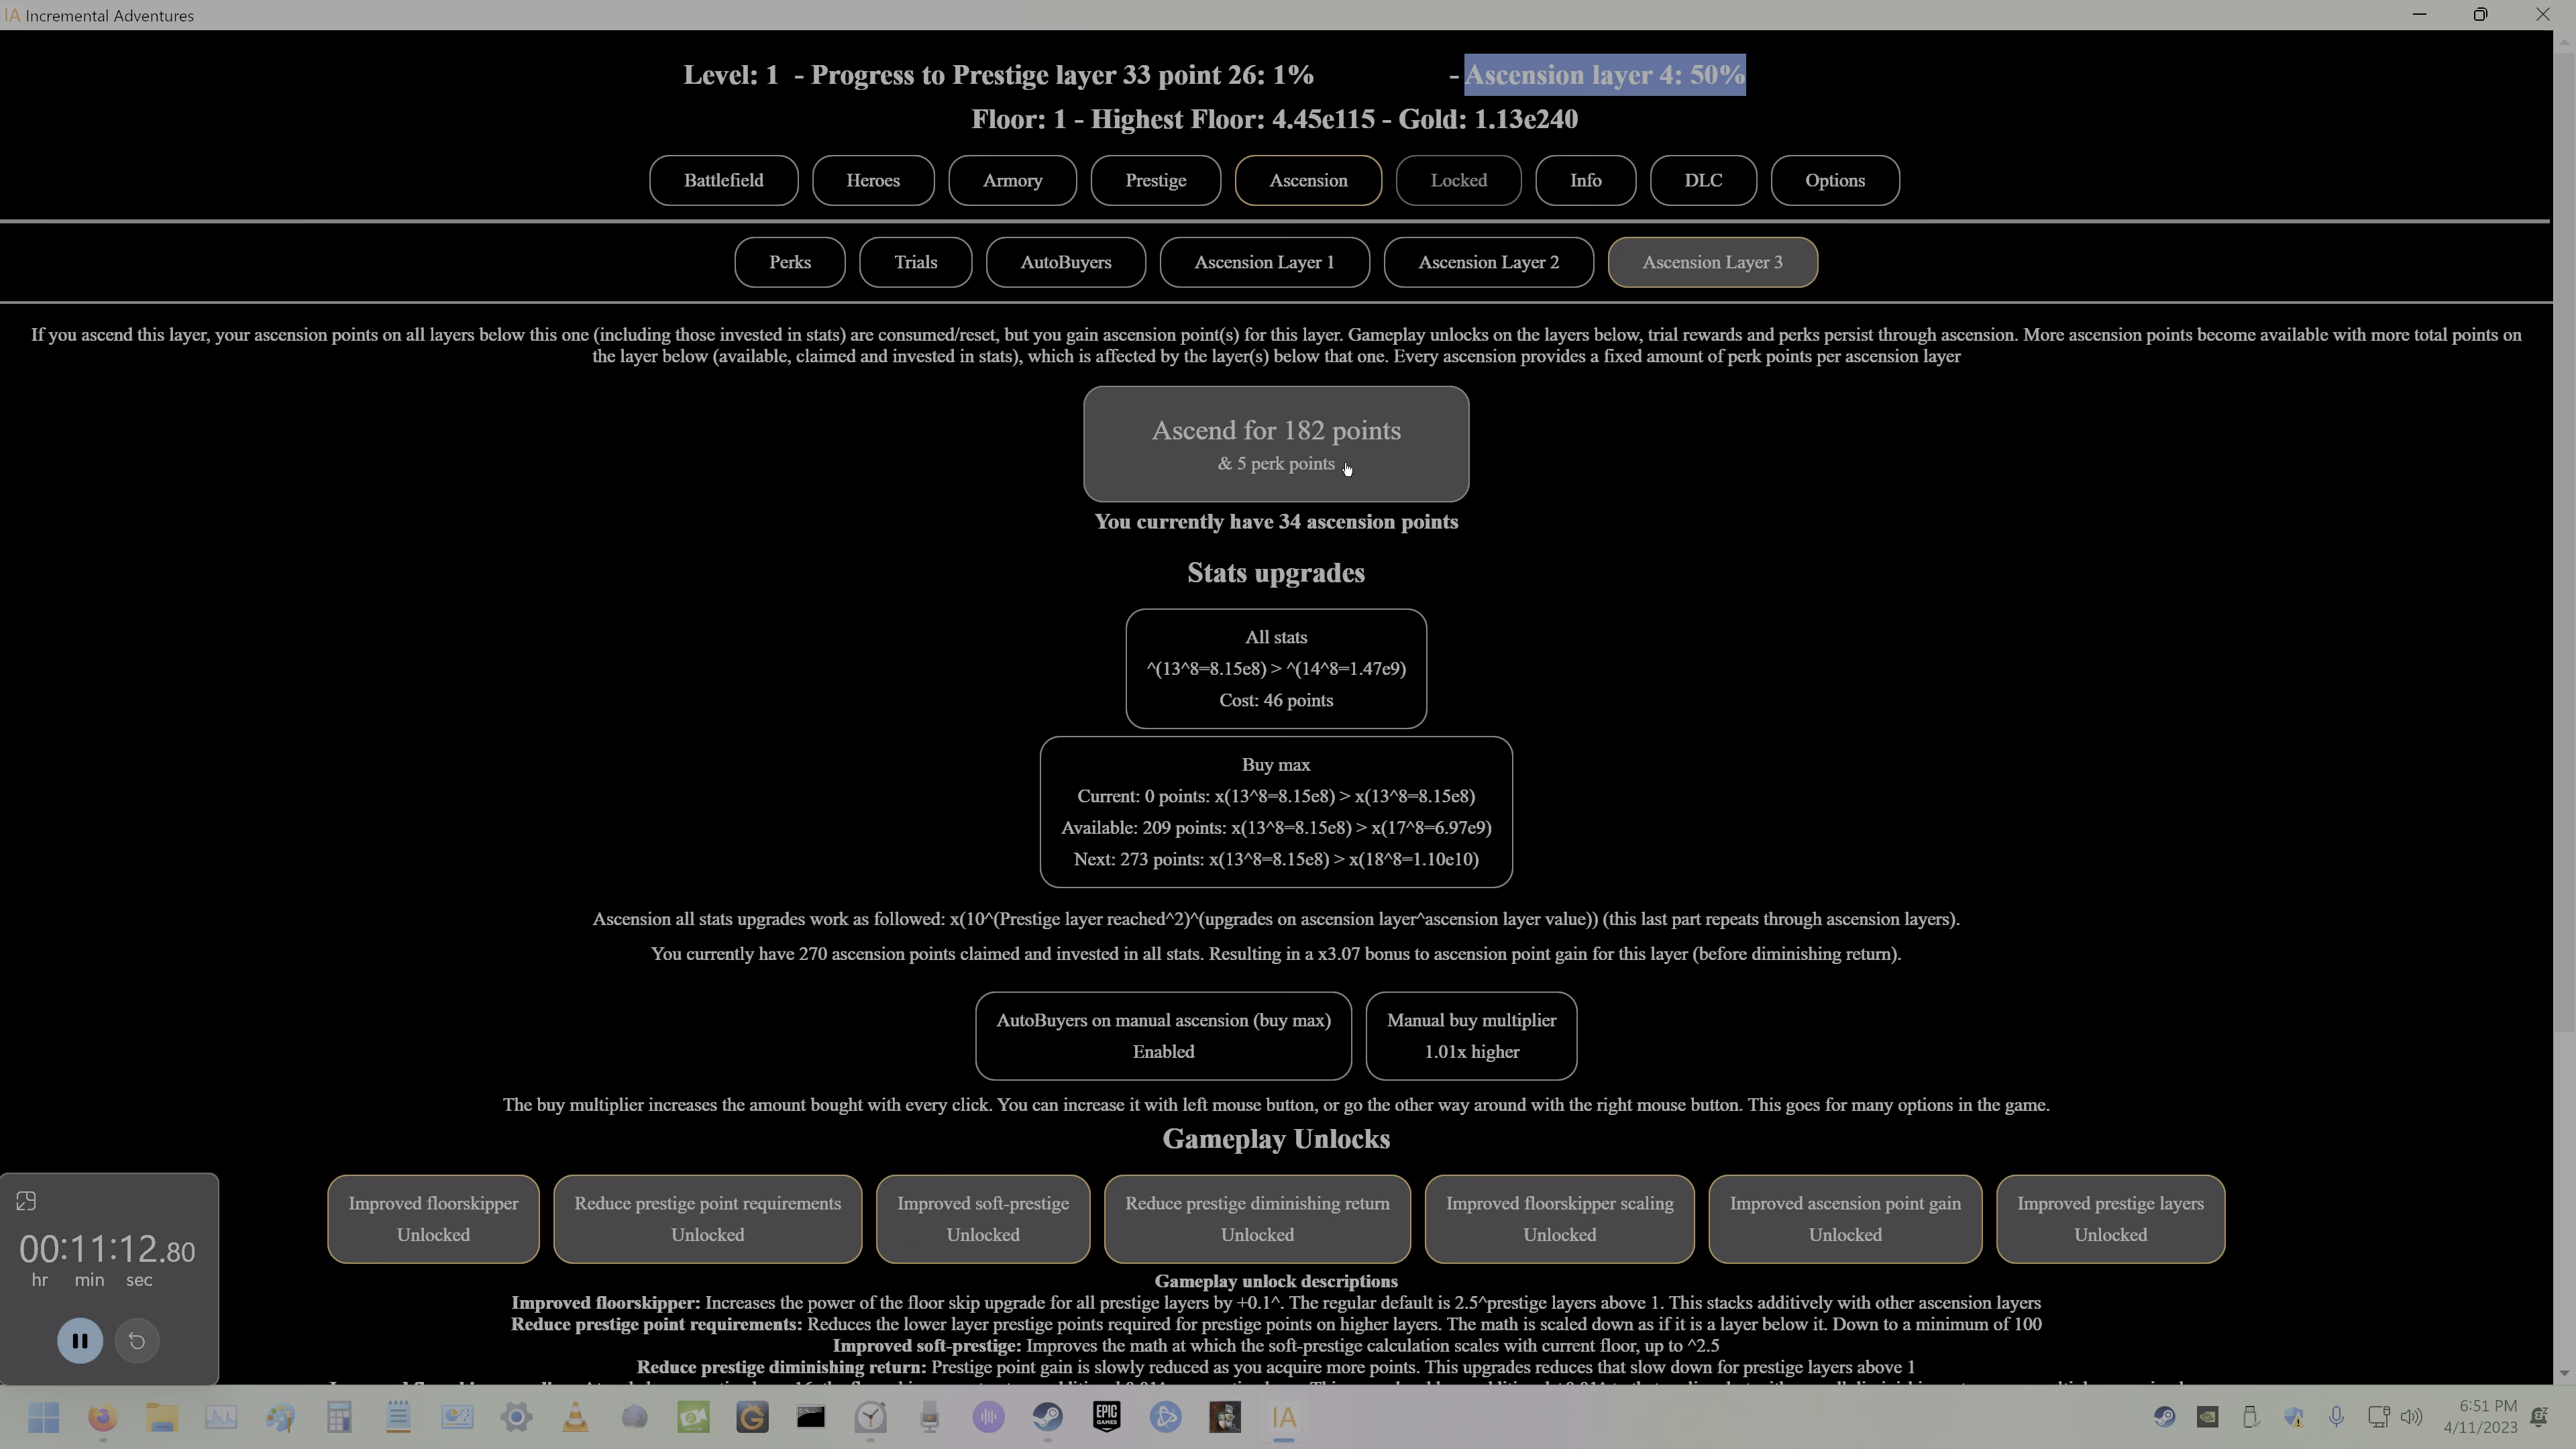 IA Incremental Adventures
Level: 1 - Progress to Prestige layer 33 point 26: 1% - Ascension layer 4: 50%
Floor: 1 - Highest Floor: 4.45e115 - Gold: 1.13e240
Battlefield Heroes Armory Prestige Ascension Locked Info DLC Options
Perks Trials AutoBuyers Ascension Layer 1 Ascension Layer 2 Ascension Layer 3
If you ascend this layer, your ascension points on all layers below this one (including those invested in stats) are consumed/reset, but you gain ascension point(s) for this layer. Gameplay unlocks on the layers below, trial rewards and perks persist through ascension. More ascension points become available with more total points on
the layer below (available, claimed and invested in stats), which is affected by the layer(s) below that one. Every ascension provides a fixed amount of perk points per ascension layer
Ascend for 182 points
& 5 perk points
You currently have 34 ascension points
Stats upgrades
All stats
^(13^8=8.15e8) > ^(14^8=1.47e9)
Cost: 46 points
Buy max
Current: 0 points: x(13^8=8.15e8) > x(13^8=8.15e8)
Available: 209 points: x(13^8=8.15e8) > x(17^8=6.97e9)
Next: 273 points: x(13^8=8.15e8) > x(18^8=1.10e10)
Ascension all stats upgrades work as followed: x(10^(Prestige layer reached^2)^(upgrades on ascension layer^ascension layer value)) (this last part repeats through ascension layers).
You currently have 270 ascension points claimed and invested in all stats. Resulting in a x3.07 bonus to ascension point gain for this layer (before diminishing return).
AutoBuyers on manual ascension (buy max) Manual buy multiplier
Enabled 1.01x higher
The buy multiplier increases the amount bought with every click. You can increase it with left mouse button, or go the other way around with the right mouse button. This goes for many options in the game.
Gameplay Unlocks
Improved floorskipper Reduce prestige point requirements Improved soft-prestige Reduce prestige diminishing return Improved floorskipper scaling Improved ascension point gain Improved prestige layers
Unlocked Unlocked Unlocked Unlocked Unlocked Unlocked Unlocked
Gameplay unlock descriptions
Improved floorskipper: Increases the power of the floor skip upgrade for all prestige layers by +0.1^. The regular default is 2.5^prestige layers above 1. This stacks additively with other ascension layers
Reduce prestige point requirements: Reduces the lower layer prestige points required for prestige points on higher layers. The math is scaled down as if it is a layer below it. Down to a minimum of 100
Improved soft-prestige: Improves the math at which the soft-prestige calculation scales with current floor, up to ^2.5
Reduce prestige diminishing return: Prestige point gain is slowly reduced as you acquire more points. This upgrades reduces that slow down for prestige layers above 1
00:11:12.80
hr min sec
EPIC GAMES
IA
6:51 PM
4/11/2023